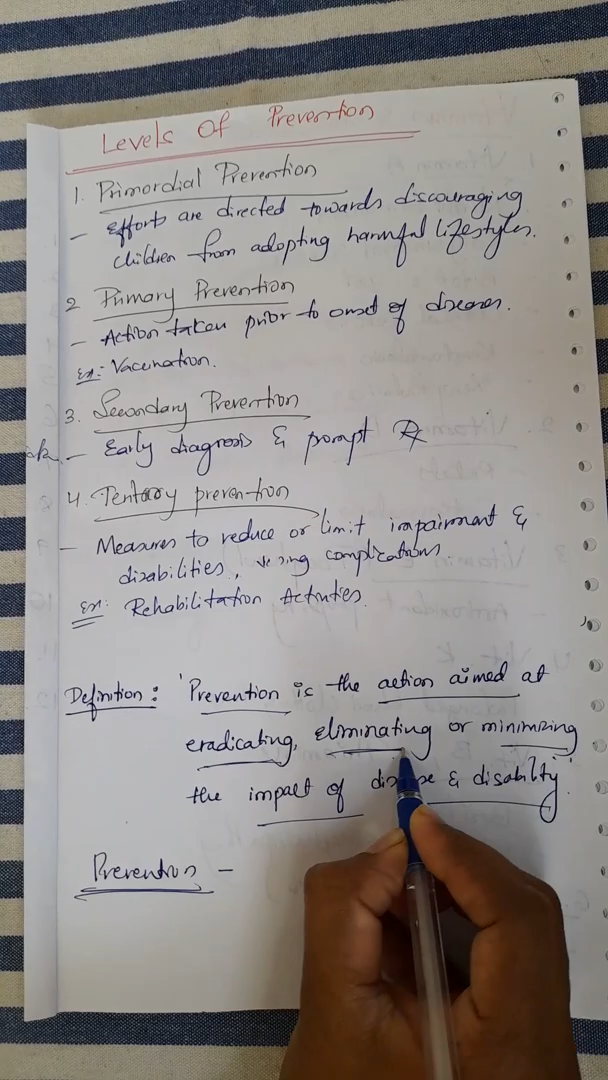 Levels Of Prevention
1. Primordial Prevention
- Efforts are directed towards discouraging
children from adopting harmful lifestyles.
2 Primary Prevention
- Action taken prior to onset of diseases.
Ex:- Vaccination.
3. Secondary Prevention
- Early diagnosis & prompt Rx
4. Tertiary prevention
- Measures to reduce or limit impairment &
disabilities, complications.
Ex: Rehabilitation Activities.
Definition: 'Prevention is the action aimed at
eradicating, eliminating or minimizing
the impact of & disability'
Prevention -